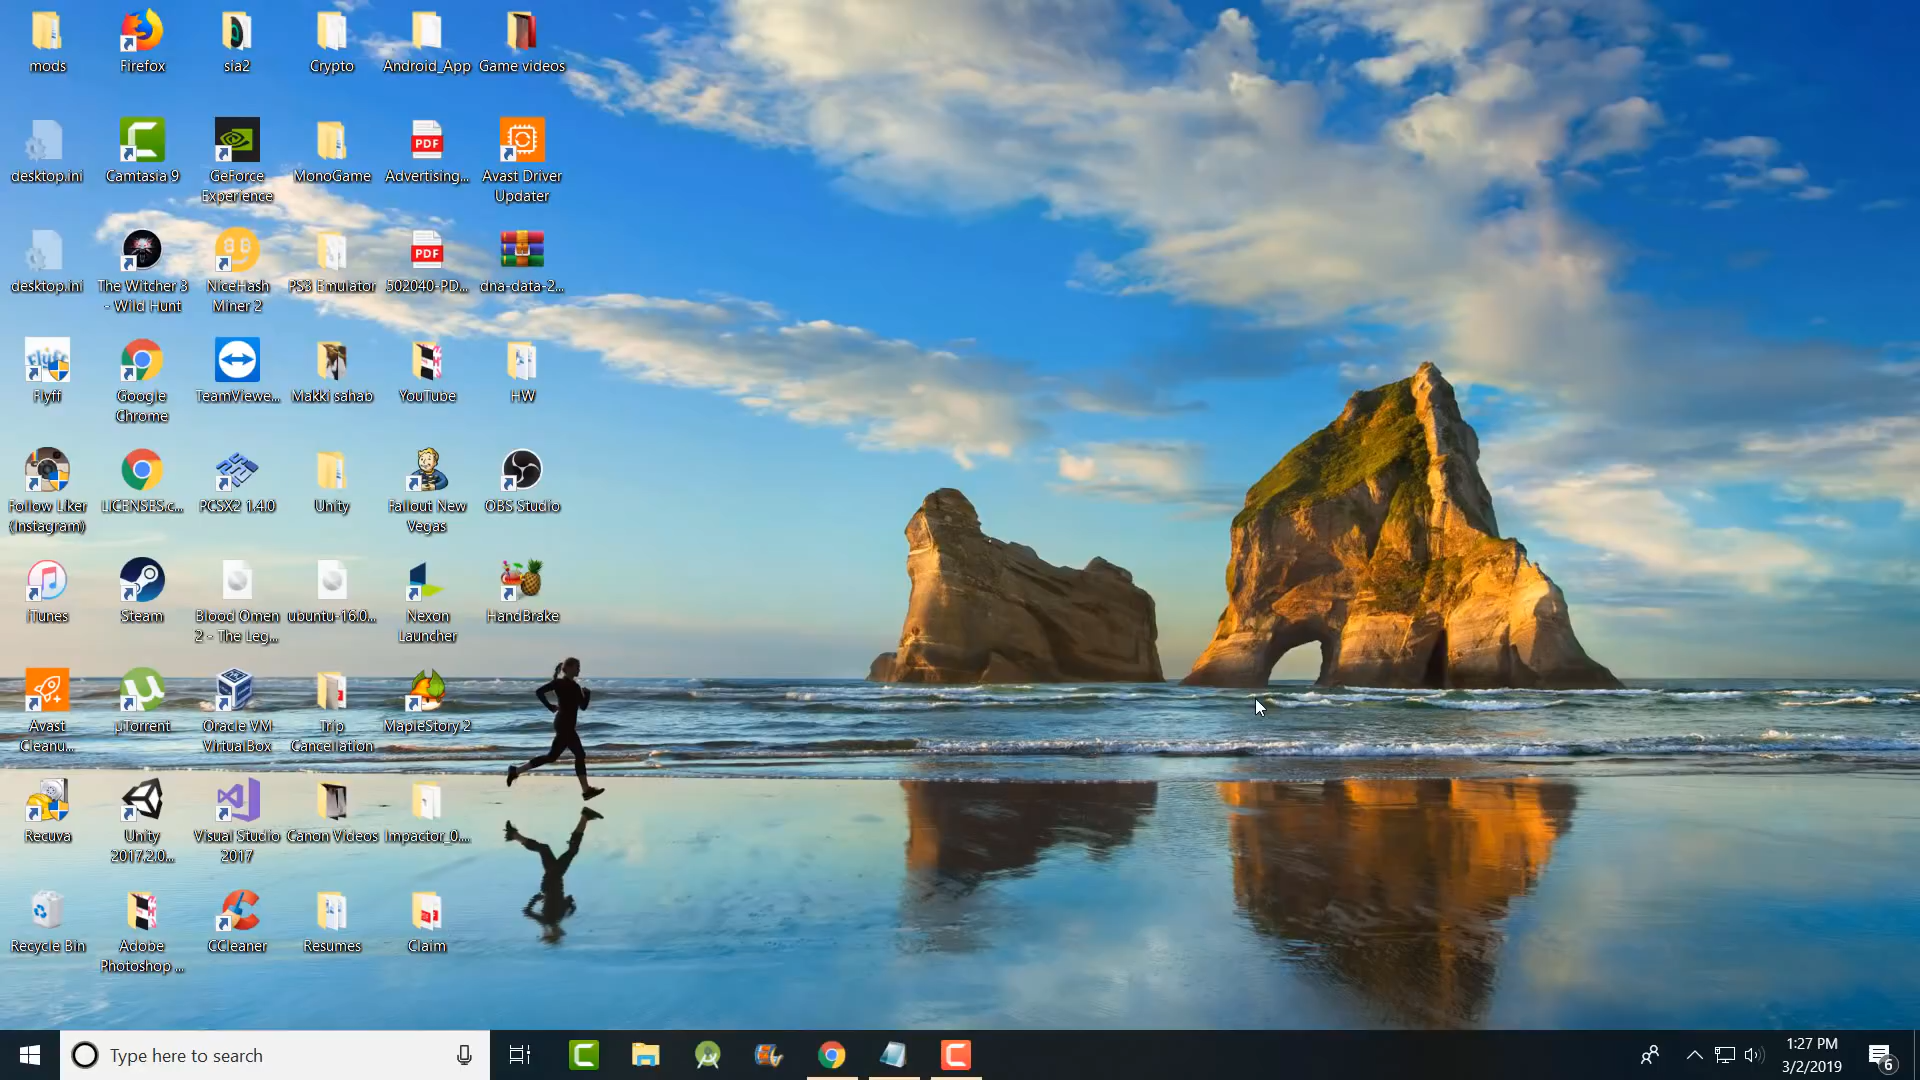 mods
Firefox
sia2
Crypto
Android_App
Game videos
desktop.ini
Camtasia 9
GeForce
Experience
MonoGame
PDF
Advertising...
Avast Driver
Updater
desktop.ini
The Witcher 3
- Wild Hunt
NiceHash
Miner 2
PS3 Emulator
PDF
502040-PD...
dna-data-2...
Flyff
Flyff
Google
Chrome
TeamViewe...
Makki sahab
YouTube
HW
Follow Liker
(Instagram)
LICENSES.c...
PCSX2 1.4.0
Unity
Fallout New
Vegas
OBS Studio
iTunes
Steam
Blood Omen
2 - The Leg...
ubuntu-16.0...
Nexon
Launcher
HandBrake
Avast
Cleanu...
µTorrent
Oracle VM
VirtualBox
Trip
Cancellation
MapleStory 2
Recuva
Unity
2017.2.0...
Visual Studio
2017
Canon Videos
Impactor_0....
Recycle Bin
Adobe
Photoshop ...
CCleaner
Resumes
Claim
Type here to search
1:27 PM
3/2/2019
6